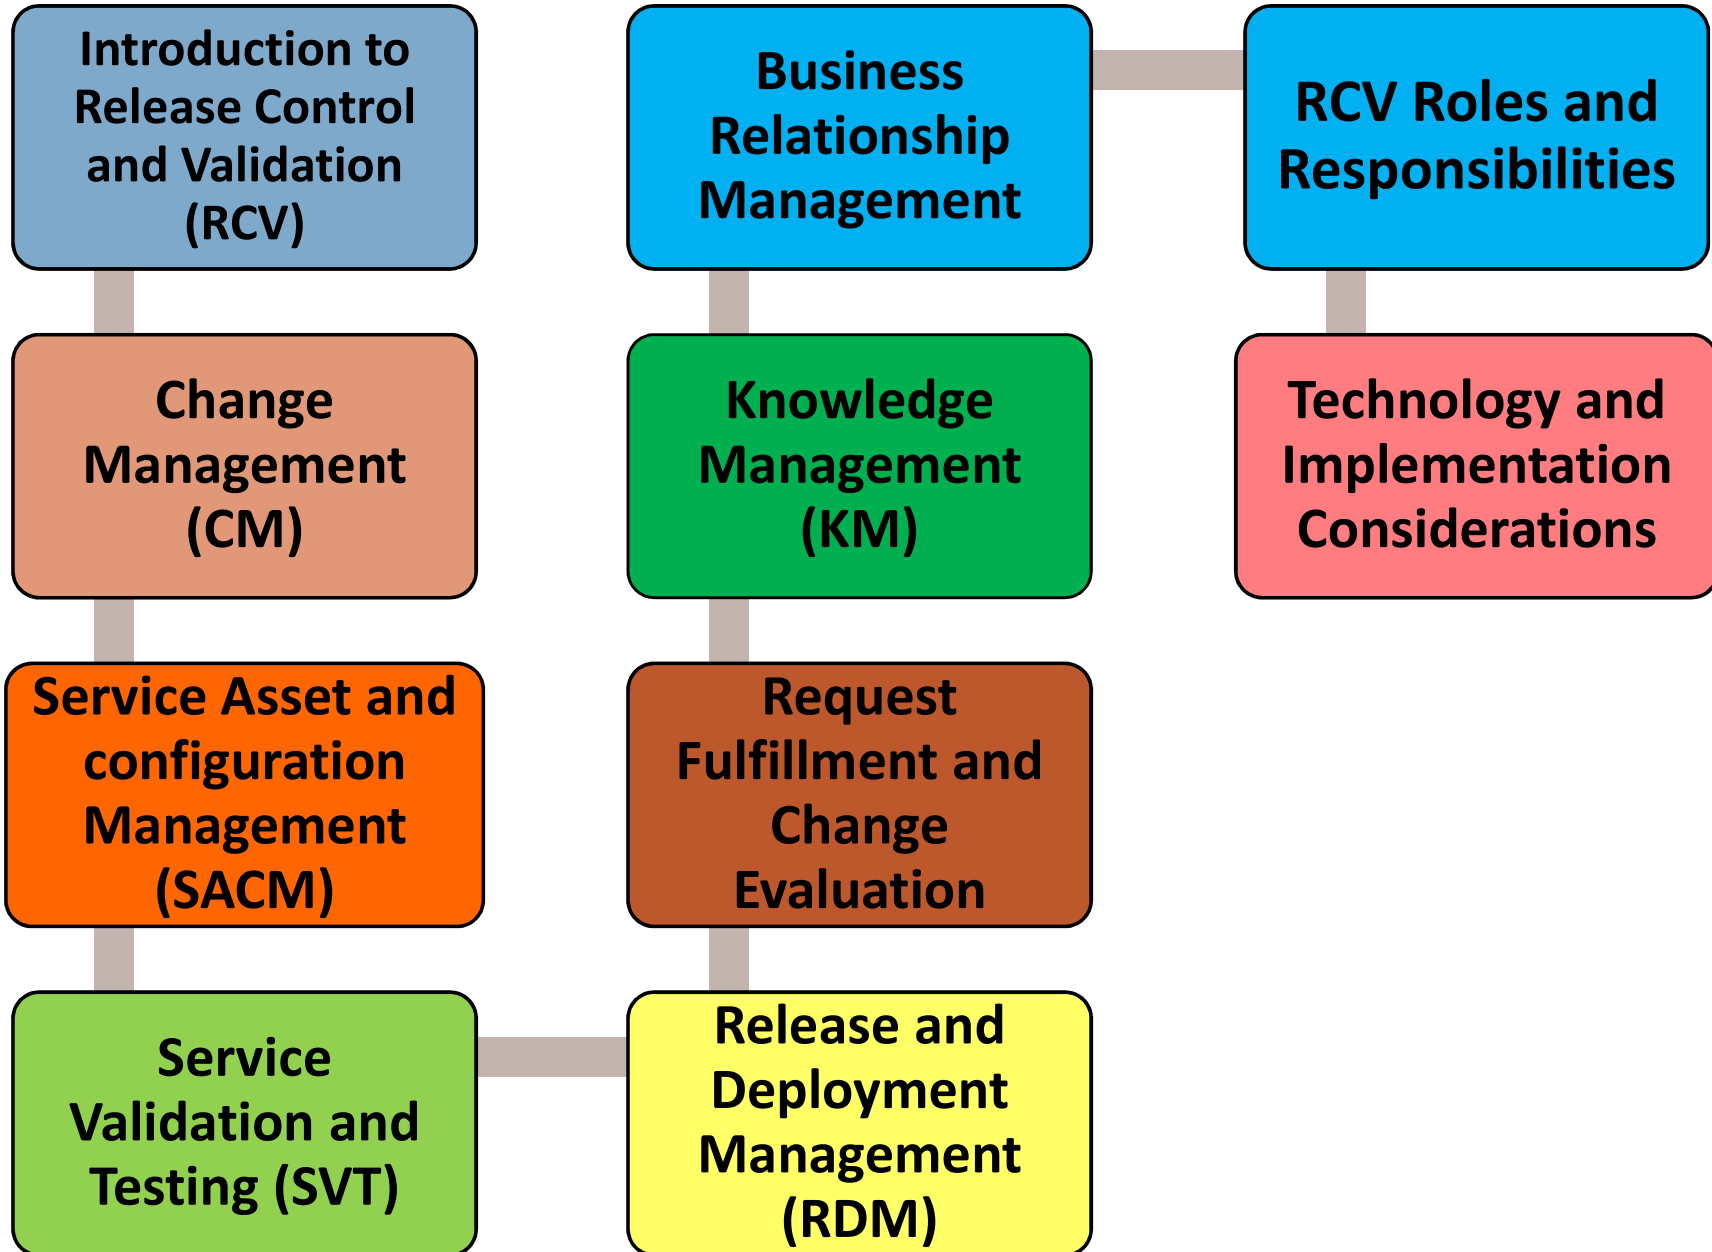 Introduction to
Release Control
and Validation
(RCV)
Change
Management
(CM)
Service Asset and
configuration
Management
(SACM)
Service
Validation and
Testing (SVT)
Release and
Deployment
Management
(RDM)
Request
Fulfillment and
Change
Evaluation
Knowledge
Management
(KM)
Business
Relationship
Management
RCV Roles and
Responsibilities
Technology and
Implementation
Considerations